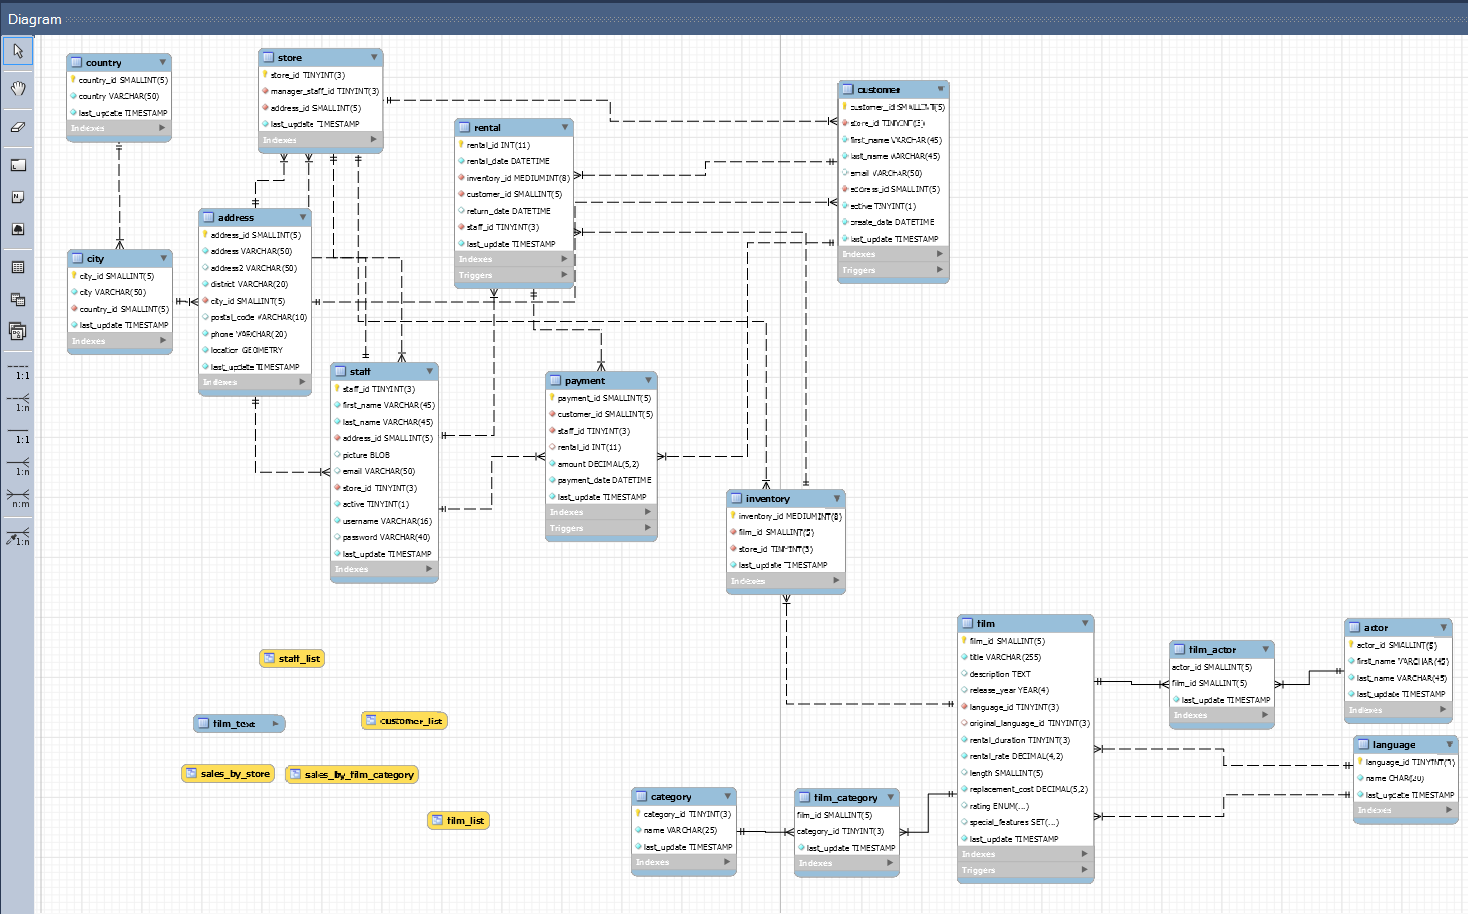 Diagram
country
country_id SMALLINT(5)
country VARCHAR(50)
last_update TIMESTAMP
Indexes
store
store_id TINYINT(3)
manager_staff_id TINYINT(3)
address_id SMALLINT(5)
last_update TIMESTAMP
Indexes
rental
rental_id INT(11)
rental_date DATETIME
inventory_id MEDIUMINT(8)
customer_id SMALLINT(5)
return_date DATETIME
staff_id TINYINT(3)
last_update TIMESTAMP
Indexes
Triggers
customer
customer_id SMALLINT(5)
store_id TINYINT(3)
first_name VARCHAR(45)
last_name VARCHAR(45)
email VARCHAR(50)
address_id SMALLINT(5)
active TINYINT(1)
create_date DATETIME
last_update TIMESTAMP
Indexes
Triggers
address
address_id SMALLINT(5)
address VARCHAR(50)
address2 VARCHAR(50)
district VARCHAR(20)
city_id SMALLINT(5)
postal_code VARCHAR(10)
phone VARCHAR(20)
location GEOMETRY
last_update TIMESTAMP
Indexes
city
city_id SMALLINT(5)
city VARCHAR(50)
country_id SMALLINT(5)
last_update TIMESTAMP
Indexes
staff
staff_id TINYINT(3)
first_name VARCHAR(45)
last_name VARCHAR(45)
address_id SMALLINT(5)
picture BLOB
email VARCHAR(50)
store_id TINYINT(3)
active TINYINT(1)
username VARCHAR(16)
password VARCHAR(40)
last_update TIMESTAMP
Indexes
payment
payment_id SMALLINT(5)
customer_id SMALLINT(5)
staff_id TINYINT(3)
rental_id INT(11)
amount DECIMAL(5,2)
payment_date DATETIME
last_update TIMESTAMP
Indexes
Triggers
inventory
inventory_id MEDIUMINT(8)
film_id SMALLINT(5)
store_id TINYINT(3)
last_update TIMESTAMP
Indexes
film
film_id SMALLINT(5)
title VARCHAR(255)
description TEXT
release_year YEAR(4)
language_id TINYINT(3)
original_language_id TINYINT(3)
rental_duration TINYINT(3)
rental_rate DECIMAL(4,2)
length SMALLINT(5)
replacement_cost DECIMAL(5,2)
rating ENUM(...)
special_features SET(...)
last_update TIMESTAMP
Indexes
Triggers
film_actor
actor_id SMALLINT(5)
film_id SMALLINT(5)
last_update TIMESTAMP
Indexes
actor
actor_id SMALLINT(5)
first_name VARCHAR(45)
last_name VARCHAR(45)
last_update TIMESTAMP
Indexes
language
language_id TINYINT(3)
name CHAR(20)
last_update TIMESTAMP
Indexes
category
category_id TINYINT(3)
name VARCHAR(25)
last_update TIMESTAMP
Indexes
film_category
film_id SMALLINT(5)
category_id TINYINT(3)
last_update TIMESTAMP
Indexes
staff_list
film_text
customer_list
sales_by_store
sales_by_film_category
film_list
1:1
1:n
1:1
1:n
n:m
1:n